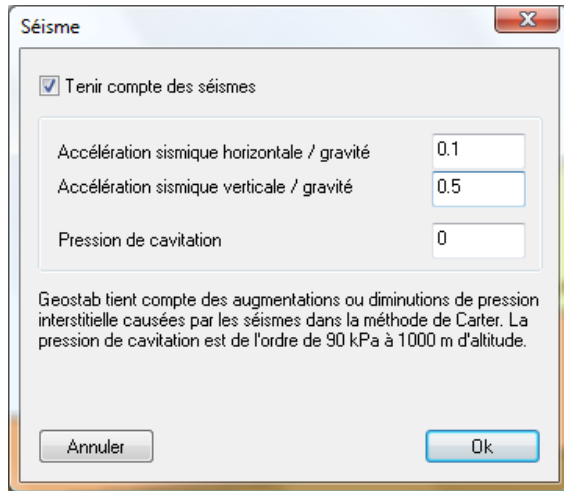 Séisme
Tenir compte des séismes
Accélération sismique horizontale / gravité 0.1
Accélération sismique verticale / gravité 0.5
Pression de cavitation 0
Geostab tient compte des augmentations ou diminutions de pression
interstitielle causées par les séismes dans la méthode de Carter. La
pression de cavitation est de l'ordre de 90 kPa à 1000 m d'altitude.
Annuler Ok